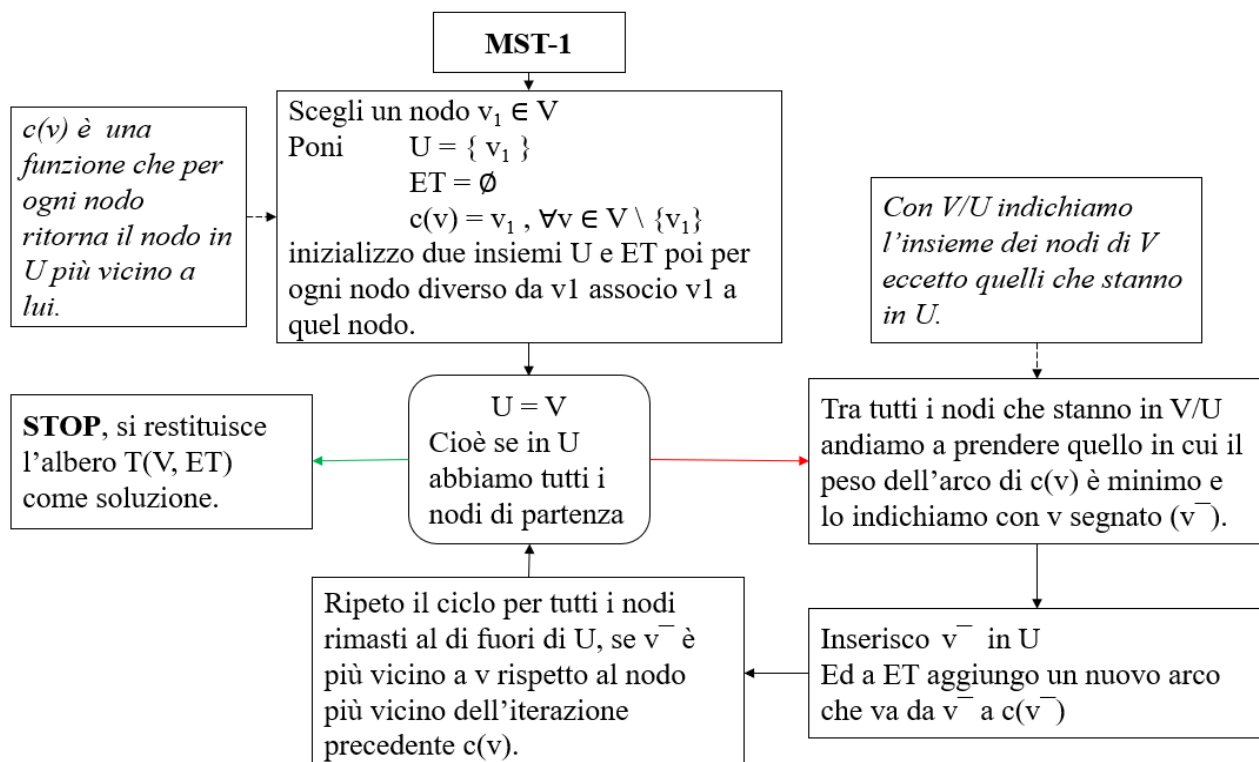 MST-1
c(v) è una
funzione che per
ogni nodo
ritorna il nodo in
U più vicino a
lui.
Scegli un nodo v₁ ∈ V
Poni U = { v₁ }
ET = ∅
c(v) = v₁ , ∀v ∈ V \ {v₁}
inizializzo due insiemi U e ET poi per
ogni nodo diverso da v1 associo v1 a
quel nodo.
Con V/U indichiamo
l’insieme dei nodi di V
eccetto quelli che stanno
in U.
STOP, si restituisce
l’albero T(V, ET)
come soluzione.
U = V
Cioè se in U
abbiamo tutti i
nodi di partenza
Tra tutti i nodi che stanno in V/U
andiamo a prendere quello in cui il
peso dell’arco di c(v) è minimo e
lo indichiamo con v segnato (v¯).
Inserisco v¯ in U
Ed a ET aggiungo un nuovo arco
che va da v¯ a c(v¯)
Ripeto il ciclo per tutti i nodi
rimasti al di fuori di U, se v¯ è
più vicino a v rispetto al nodo
più vicino dell’iterazione
precedente c(v).